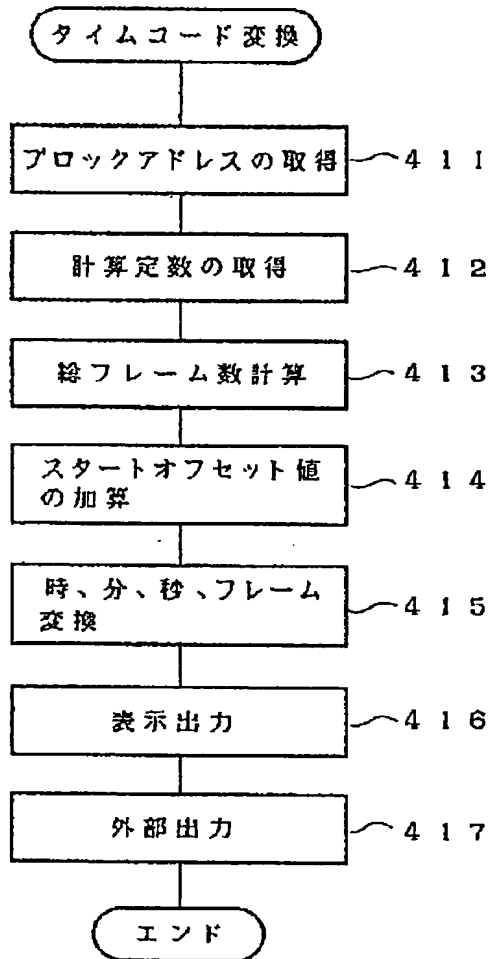 タイムコード変換
ブロックアドレスの取得 411
計算定数の取得 412
総フレーム数計算 413
スタートオフセット値
の加算 414
時、分、秒、フレーム
変換 415
表示出力 416
外部出力 417
エンド